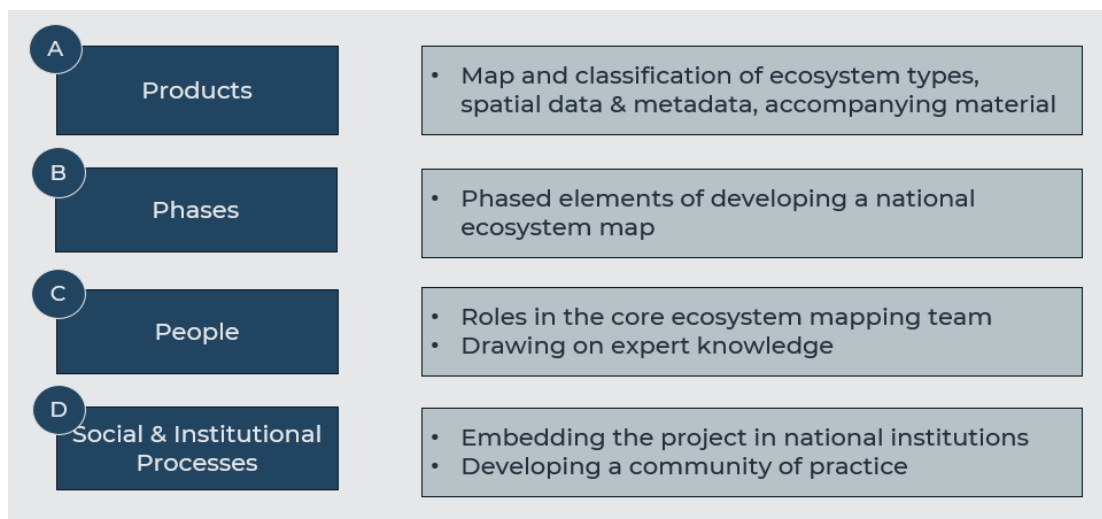 A
Products
• Map and classification of ecosystem types,
spatial data & metadata, accompanying material
B
Phases
• Phased elements of developing a national
ecosystem map
C
People
• Roles in the core ecosystem mapping team
• Drawing on expert knowledge
D
Social & Institutional
Processes
• Embedding the project in national institutions
• Developing a community of practice